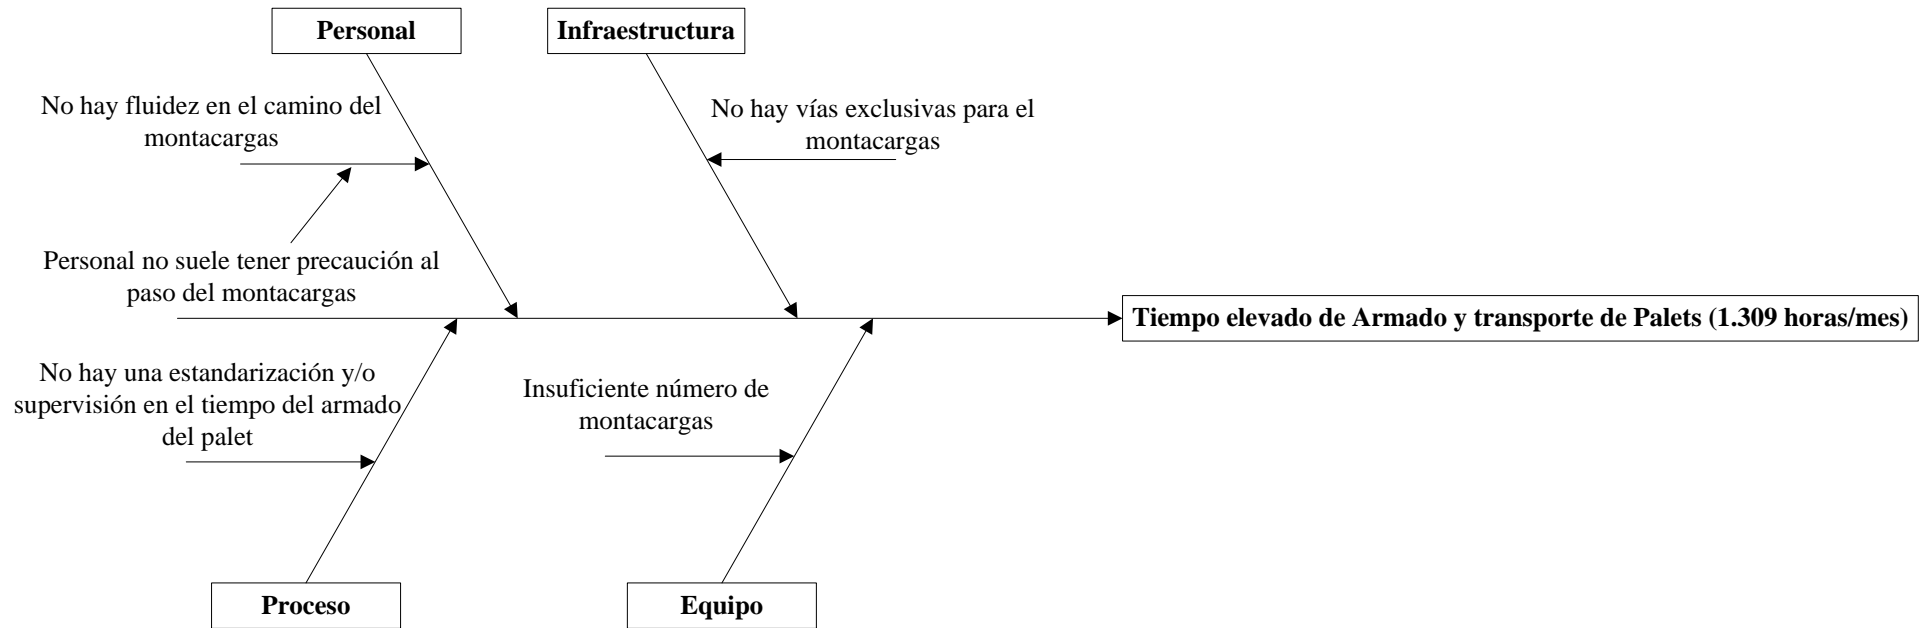 Personal
Infraestructura
No hay fluidez en el camino del
montacargas
No hay vías exclusivas para el
montacargas
Personal no suele tener precaución al
paso del montacargas
Tiempo elevado de Armado y transporte de Palets (1.309 horas/mes)
No hay una estandarización y/o
supervisión en el tiempo del armado
del palet
Insuficiente número de
montacargas
Proceso
Equipo